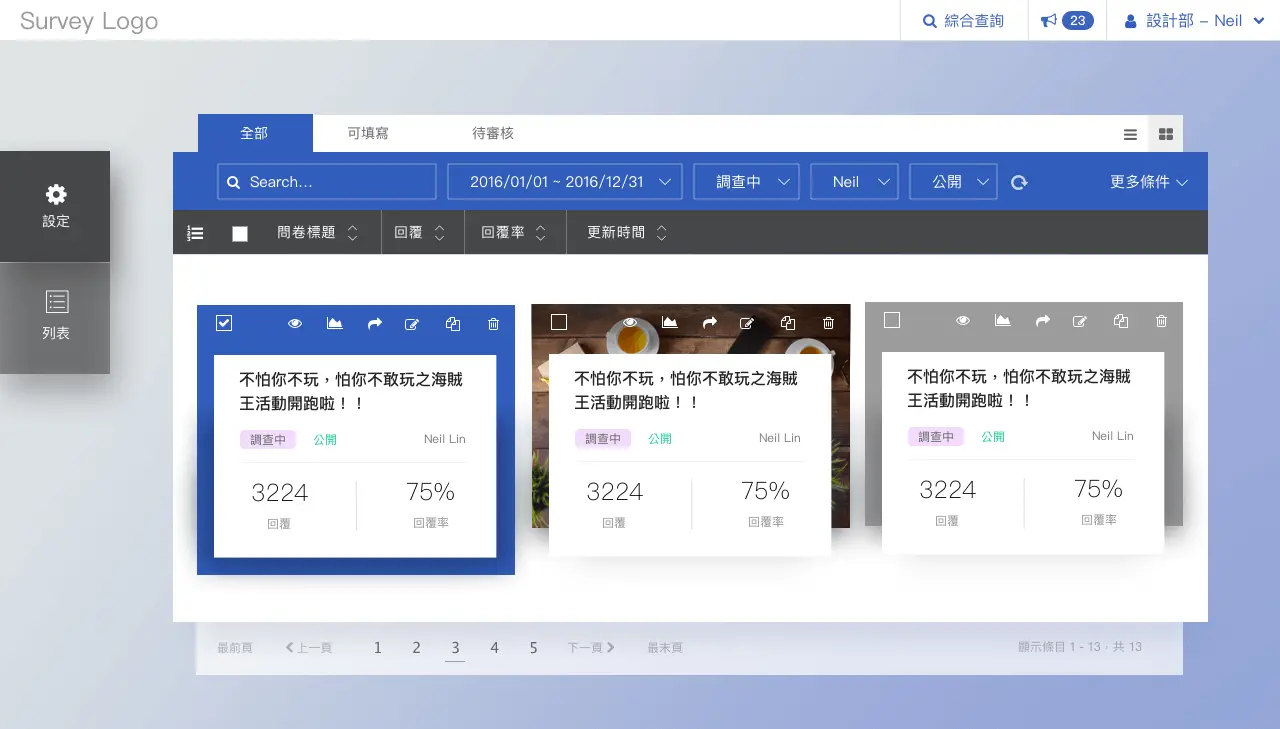 Survey Logo
綜合查詢
23
設計部 – Neil
全部
可填寫
待審核
設定
列表
Search...
2016/01/01 ~ 2016/12/31
調查中
Neil
公開
更多條件
問卷標題
回覆
回覆率
更新時間
不怕你不玩，怕你不敢玩之海賊
王活動開跑啦！！
調查中
公開
Neil Lin
3224
75%
回覆
回覆率
不怕你不玩，怕你不敢玩之海賊
王活動開跑啦！！
調查中
公開
Neil Lin
3224
75%
回覆
回覆率
不怕你不玩，怕你不敢玩之海賊
王活動開跑啦！！
調查中
公開
Neil Lin
3224
75%
回覆
回覆率
最前頁
上一頁
1
2
3
4
5
下一頁
最末頁
顯示條目 1 - 13，共 13